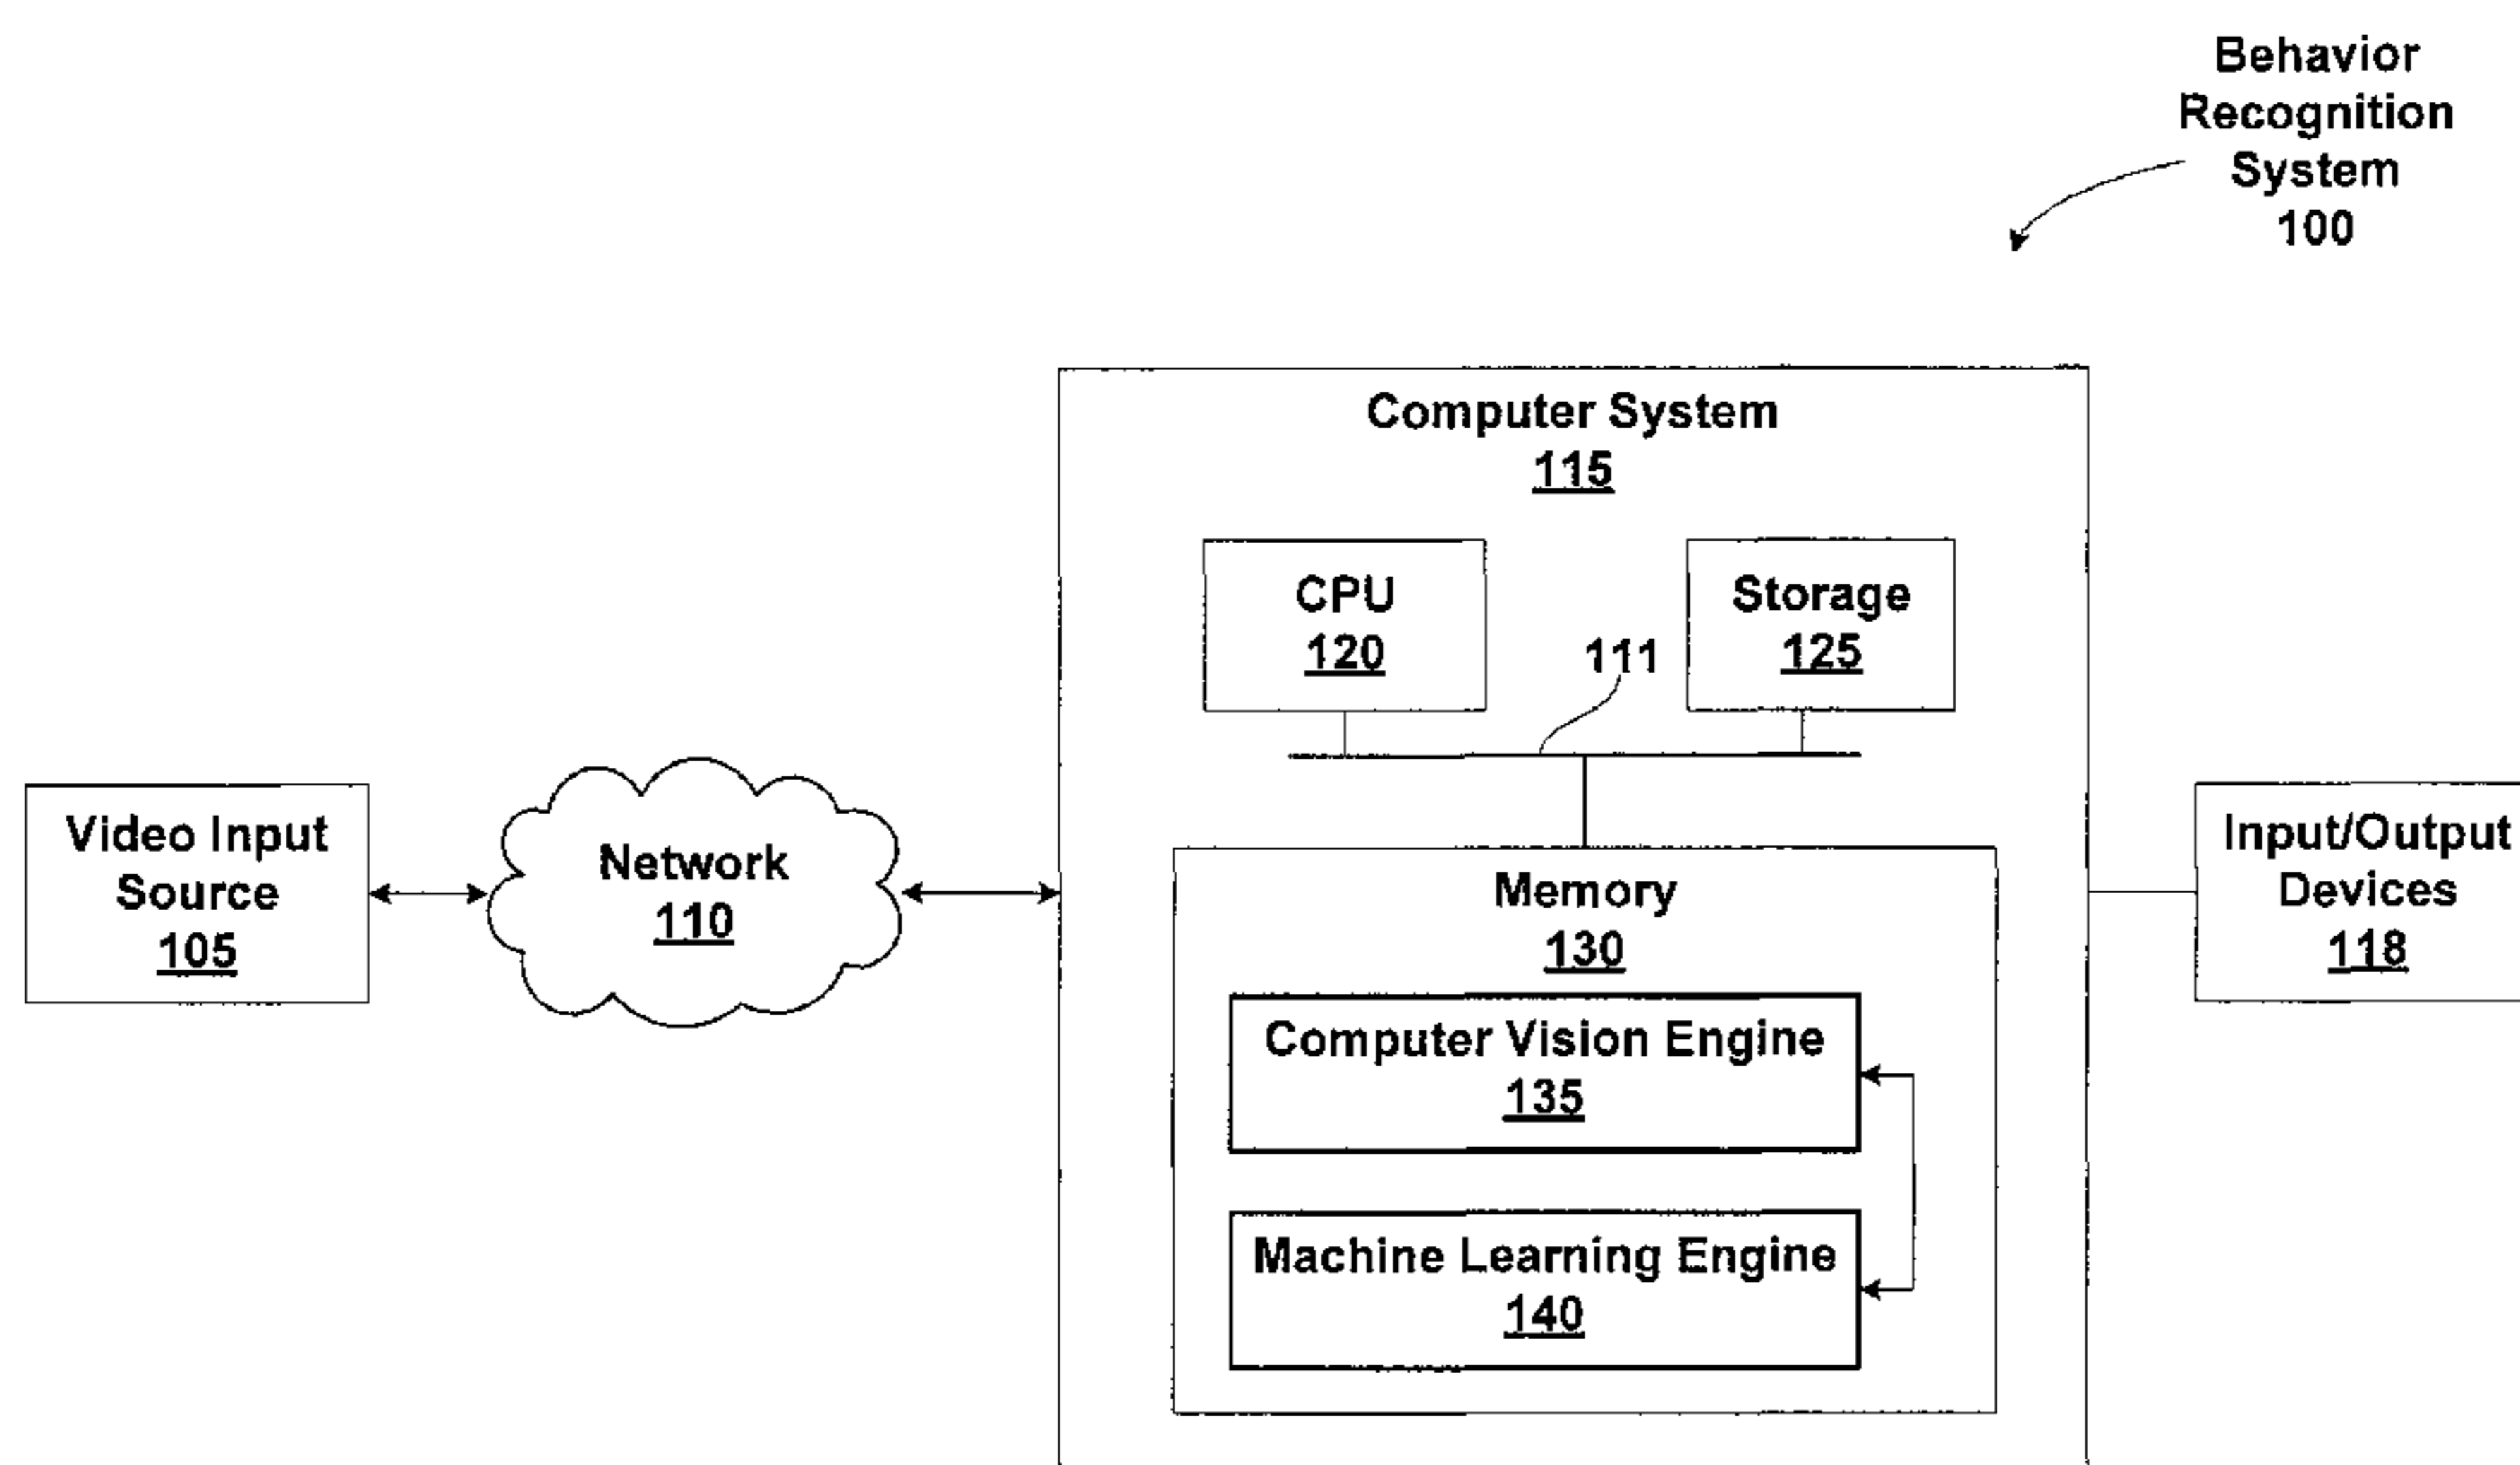 Behavior
Recognition
System
100
Computer System
115
CPU
120
Storage
125
111
Video Input
Source
105
Network
110
Memory
130
Computer Vision Engine
135
Machine Learning Engine
140
Input/Output
Devices
118